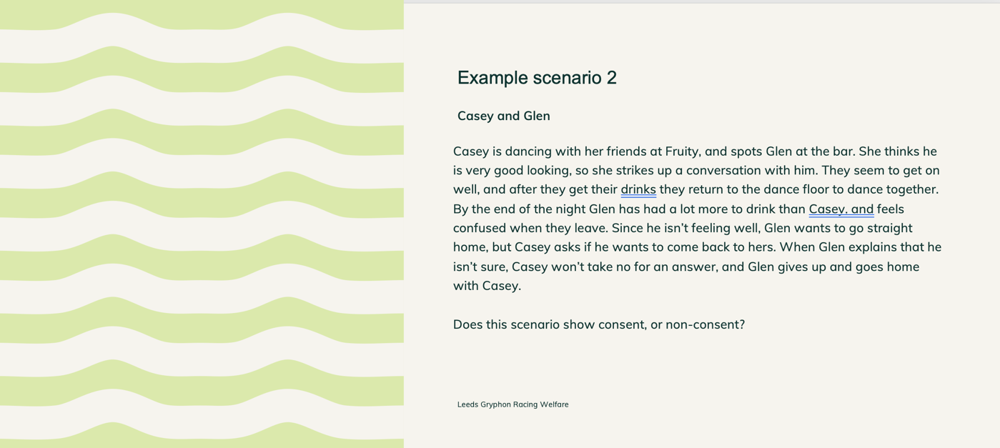 Example scenario 2
Casey and Glen
Casey is dancing with her friends at Fruity, and spots Glen at the bar. She thinks he
is very good looking, so she strikes up a conversation with him. They seem to get on
well, and after they get their drinks they return to the dance floor to dance together.
By the end of the night Glen has had a lot more to drink than Casey. and feels
confused when they leave. Since he isn’t feeling well, Glen wants to go straight
home, but Casey asks if he wants to come back to hers. When Glen explains that he
isn’t sure, Casey won’t take no for an answer, and Glen gives up and goes home
with Casey.
Does this scenario show consent, or non-consent?
Leeds Gryphon Racing Welfare